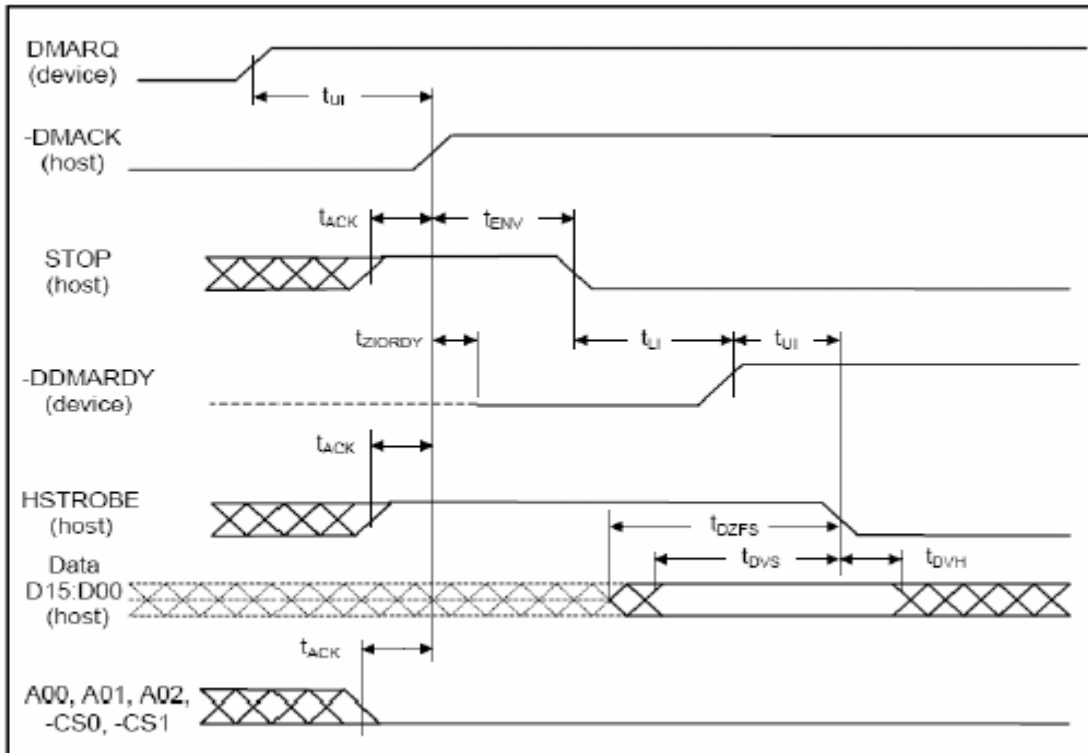 DMARQ
(device)
tUI
-DMACK
(host)
tACK
tENV
STOP
(host)
tZIORDY
tLI
tUI
-DDMARDY
(device)
tACK
HSTROBE
(host)
tDZFS
tDVS
tDVH
Data
D15:D00
(host)
tACK
A00, A01, A02,
-CS0, -CS1